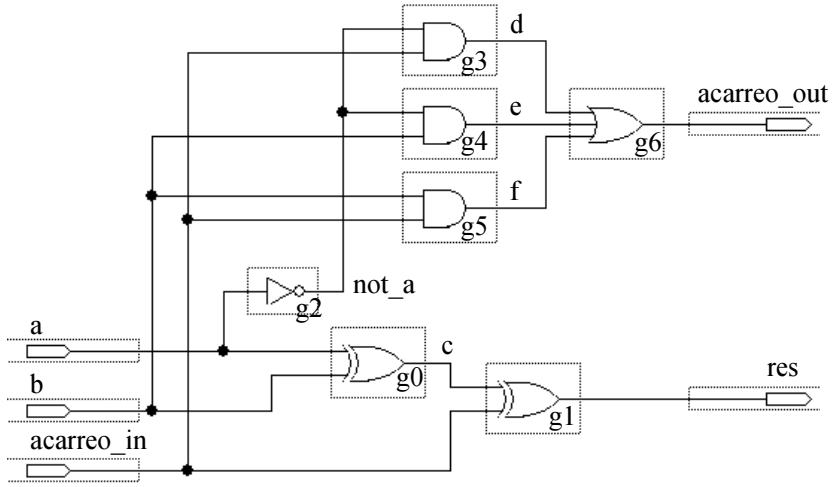 d
g3
acarreo_out
e
g4
g6
f
g5
not_a
g2
a
c
g0
res
b
g1
acarreo_in